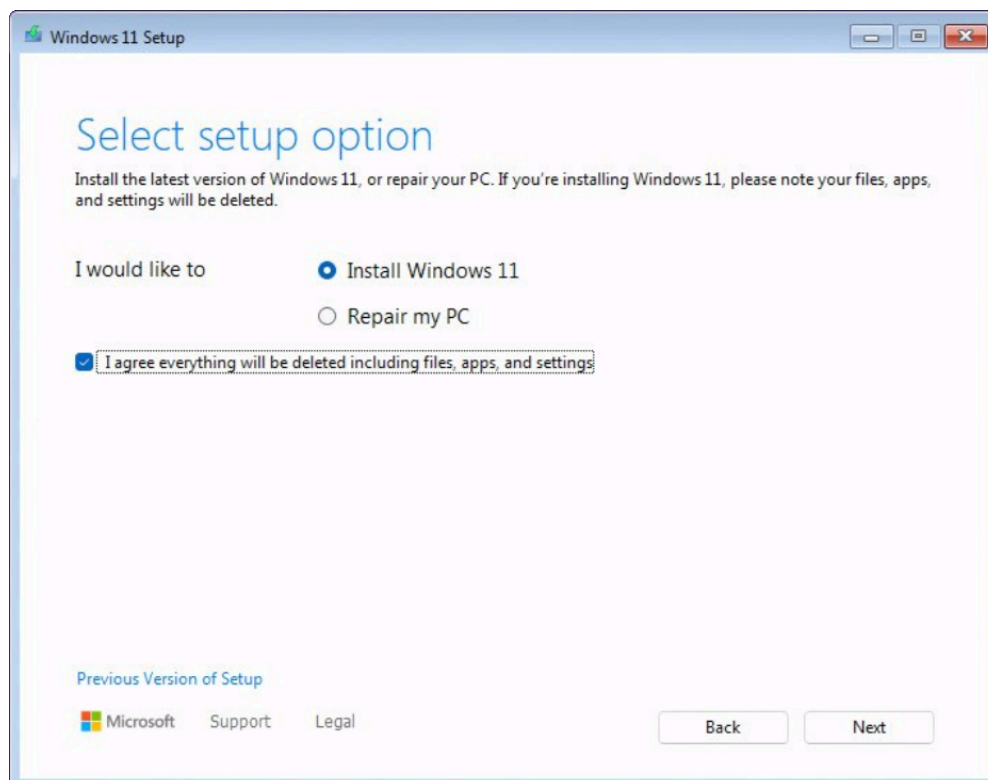 Windows 11 Setup
Select setup option
Install the latest version of Windows 11, or repair your PC. If you're installing Windows 11, please note your files, apps,
and settings will be deleted.
I would like to
Install Windows 11
Repair my PC
I agree everything will be deleted including files, apps, and settings
Previous Version of Setup
Microsoft Support Legal
Back Next